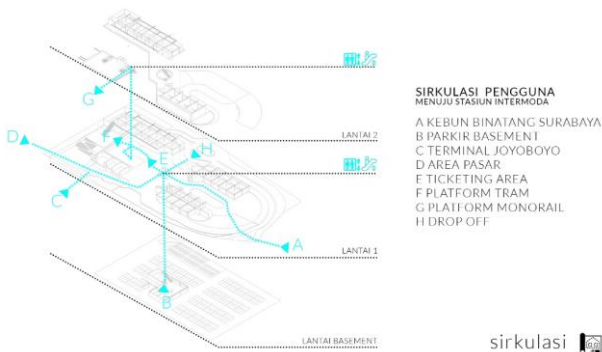 G
LANTAI 2
D
F
H
E
C
A
LANTAI 1
B
LANTAI BASEMENT
SIRKULASI PENGGUNA
MENUJU STASIUN INTERMODA
A KEBUN BINATANG SURABAYA
B PARKIR BASEMENT
C TERMINAL JOYOBOYO
D AREA PASAR
E TICKETING AREA
F PLATFORM TRAM
G PLATFORM MONORAIL
H DROP OFF
sirkulasi